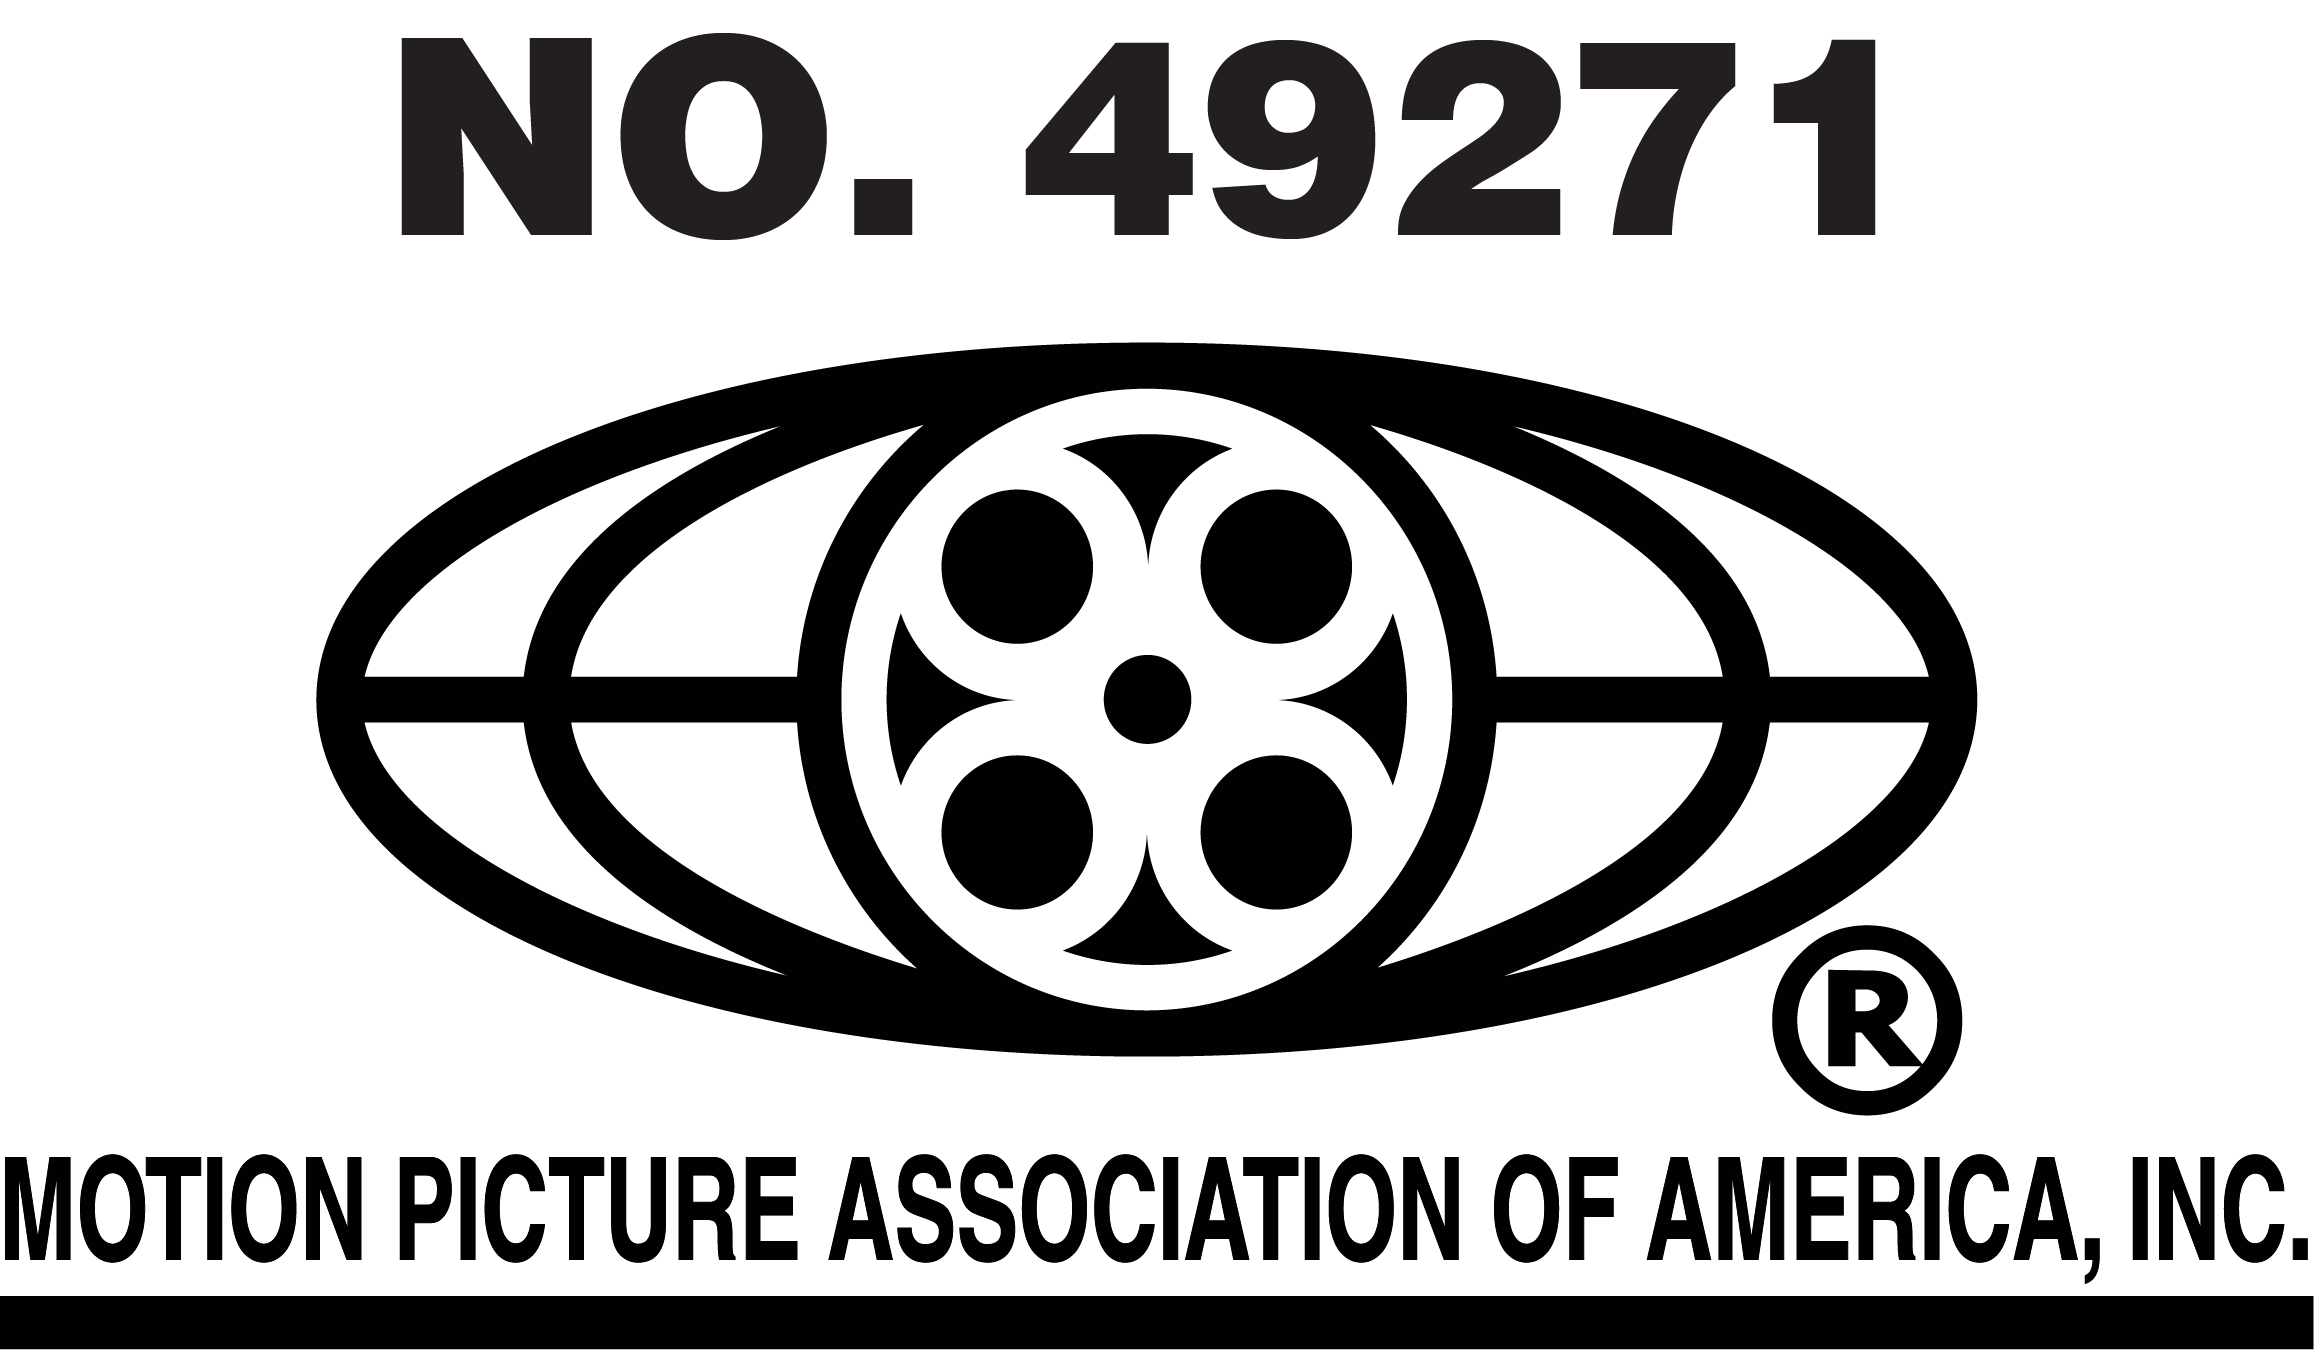 NO. 49271
®
MOTION PICTURE ASSOCIATION OF AMERICA, INC.